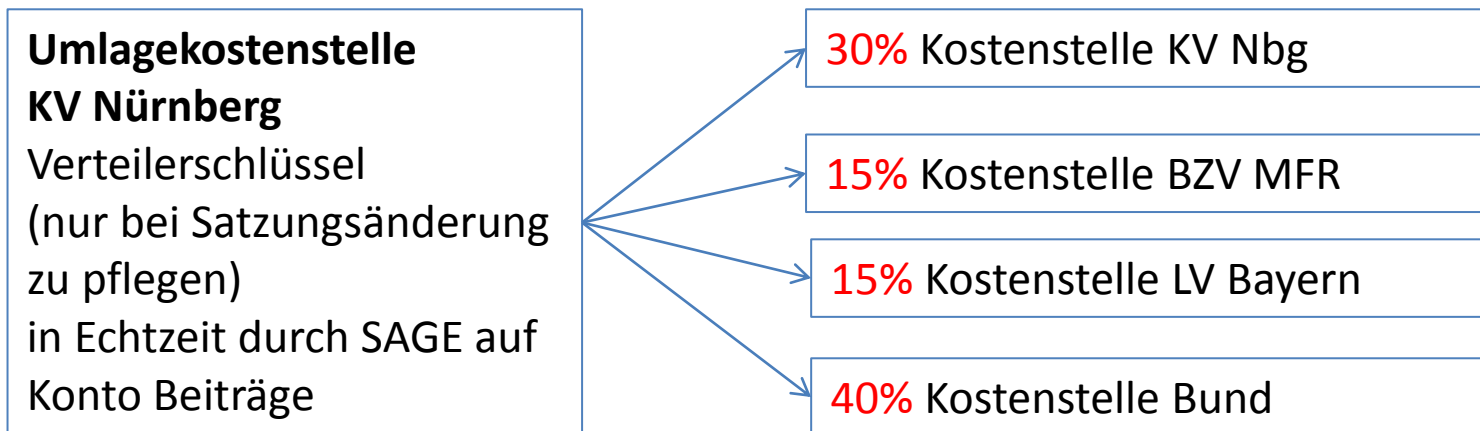 Umlagekostenstelle
KV Nürnberg
Verteilerschlüssel
(nur bei Satzungsänderung
zu pflegen)
in Echtzeit durch SAGE auf
Konto Beiträge
30% Kostenstelle KV Nbg
15% Kostenstelle BZV MFR
15% Kostenstelle LV Bayern
40% Kostenstelle Bund